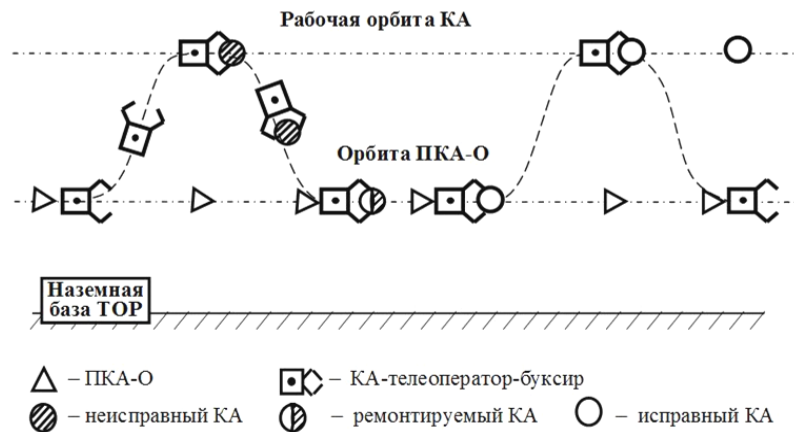 Рабочая орбита КА
Орбита ПКА-О
Наземная
база ТОР
– ПКА-О
– КА-телеоператор-буксир
– неисправный КА
– ремонтируемый КА
– исправный КА